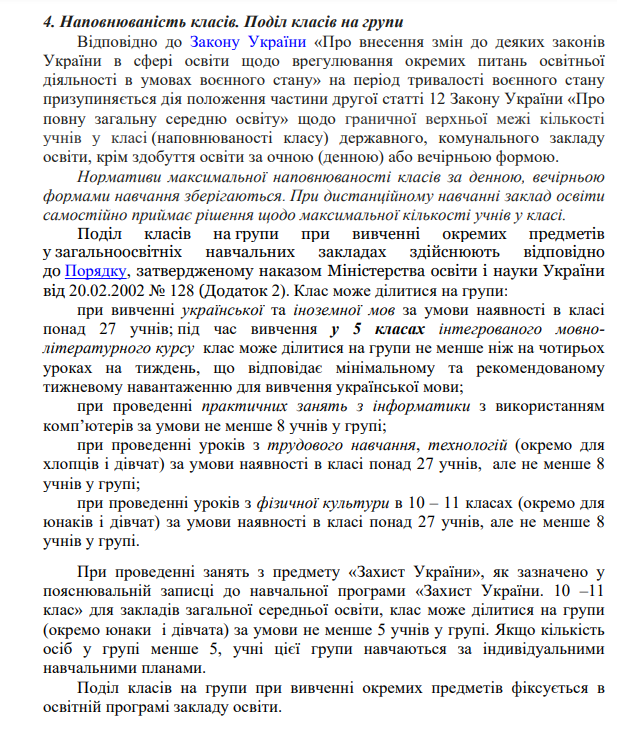 4. Наповнюваність класів. Поділ класів на групи
Відповідно до Закону України «Про внесення змін до деяких законів
України в сфері освіти щодо врегулювання окремих питань освітньої
діяльності в умовах воєнного стану» на період тривалості воєнного стану
призупиняється дія положення частини другої статті 12 Закону України «Про
повну загальну середню освіту» щодо граничної верхньої межі кількості
учнів у класі (наповнюваності класу) державного, комунального закладу
освіти, крім здобуття освіти за очною (денною) або вечірньою формою.
Нормативи максимальної наповнюваності класів за денною, вечірньою
формами навчання зберігаються. При дистанційному навчанні заклад освіти
самостійно приймає рішення щодо максимальної кількості учнів у класі.
Поділ класів на групи при вивченні окремих предметів
у загальноосвітніх навчальних закладах здійснюють відповідно
до Порядку, затвердженому наказом Міністерства освіти і науки України
від 20.02.2002 № 128 (Додаток 2). Клас може ділитися на групи:
при вивченні української та іноземної мов за умови наявності в класі
понад 27 учнів; під час вивчення у 5 класах інтегрованого мовно-
літературного курсу клас може ділитися на групи не менше ніж на чотирьох
уроках на тиждень, що відповідає мінімальному та рекомендованому
тижневому навантаженню для вивчення української мови;
при проведенні практичних занять з інформатики з використанням
комп’ютерів за умови не менше 8 учнів у групі;
при проведенні уроків з трудового навчання, технологій (окремо для
хлопців і дівчат) за умови наявності в класі понад 27 учнів, але не менше 8
учнів у групі;
при проведенні уроків з фізичної культури в 10 – 11 класах (окремо для
юнаків і дівчат) за умови наявності в класі понад 27 учнів, але не менше 8
учнів у групі.
При проведенні занять з предмету «Захист України», як зазначено у
пояснювальній записці до навчальної програми «Захист України. 10 –11
клас» для закладів загальної середньої освіти, клас може ділитися на групи
(окремо юнаки і дівчата) за умови не менше 5 учнів у групі. Якщо кількість
осіб у групі менше 5, учні цієї групи навчаються за індивідуальними
навчальними планами.
Поділ класів на групи при вивченні окремих предметів фіксується в
освітній програмі закладу освіти.